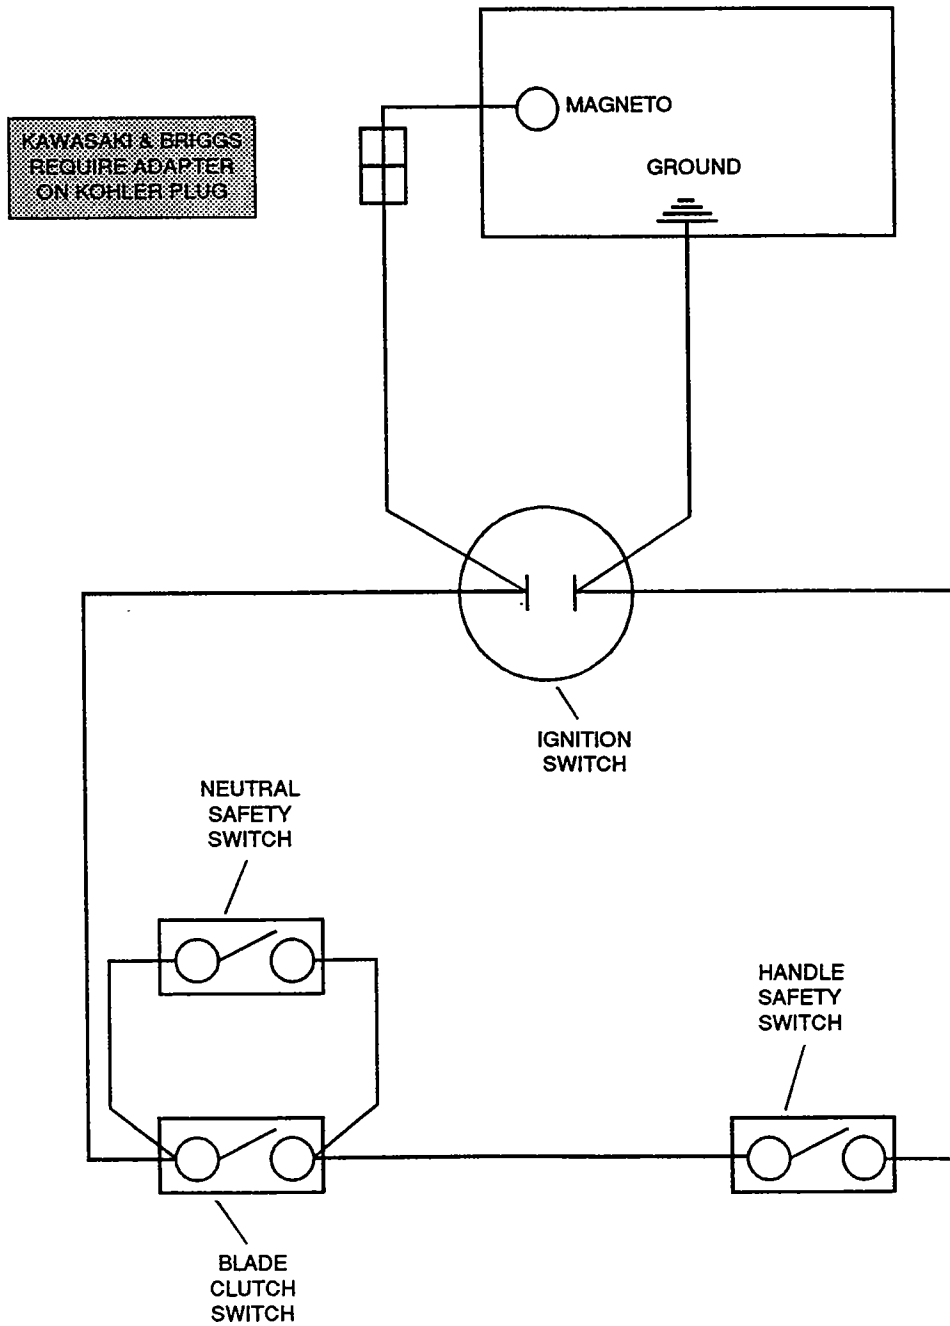 MAGNETO
KAWASAKI & BRIGGS
REQUIRE ADAPTER
ON KOHLER PLUG
GROUND
IGNITION
SWITCH
NEUTRAL
SAFETY
SWITCH
HANDLE
SAFETY
SWITCH
BLADE
CLUTCH
SWITCH